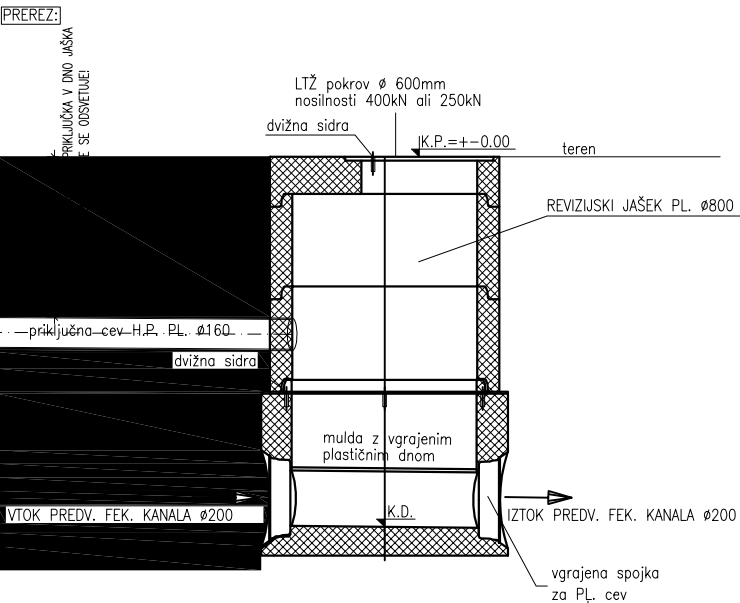 PREREZ:
PRIKLJUČKA V DNO JAŠKA
E SE ODSVETUJE!
LTŽ pokrov ø 600mm
nosilnosti 400kN ali 250kN
dvižna sidra
K.P.=+-0.00
teren
REVIZIJSKI JAŠEK PL. ø800
priključna cev H.P. PL. ø160
dvižna sidra
mulda z vgrajenim
plastičnim dnom
VTOK PREDV. FEK. KANALA ø200
K.D.
IZTOK PREDV. FEK. KANALA ø200
vgrajena spojka
za PL. cev